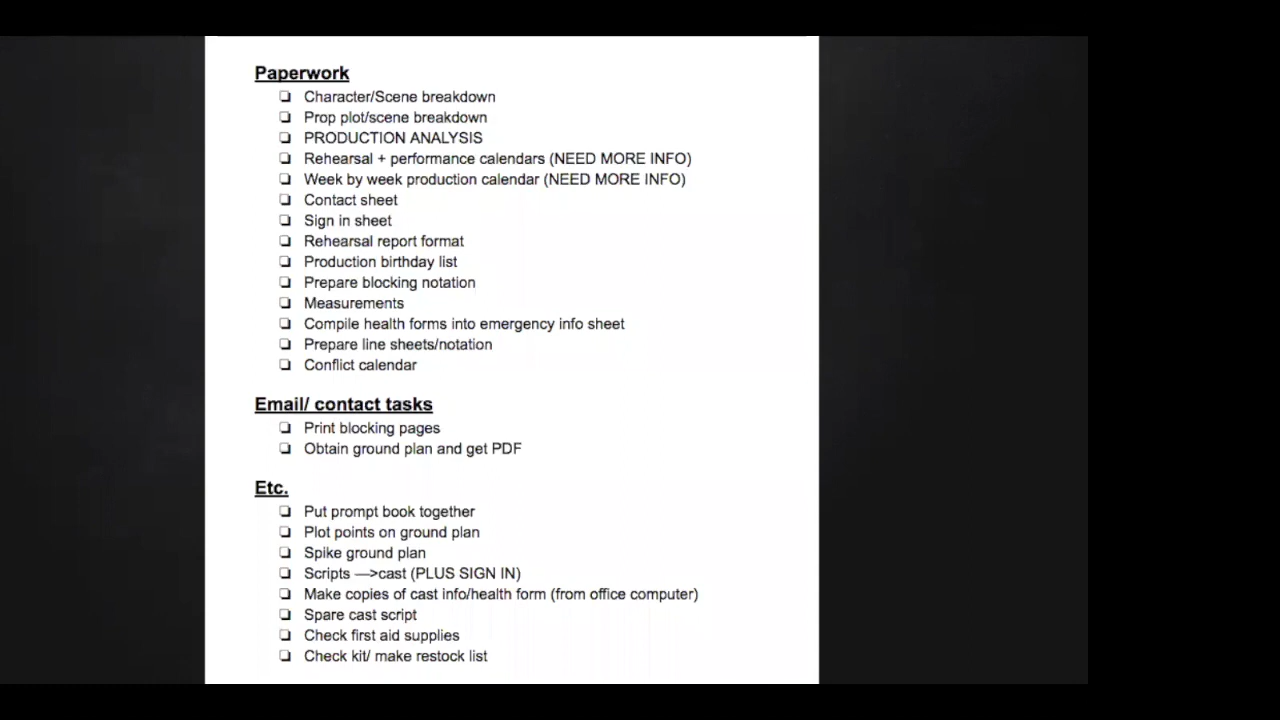 Paperwork
❏ Character/Scene breakdown
❏ Prop plot/scene breakdown
❏ PRODUCTION ANALYSIS
❏ Rehearsal + performance calendars (NEED MORE INFO)
❏ Week by week production calendar (NEED MORE INFO)
❏ Contact sheet
❏ Sign in sheet
❏ Rehearsal report format
❏ Production birthday list
❏ Prepare blocking notation
❏ Measurements
❏ Compile health forms into emergency info sheet
❏ Prepare line sheets/notation
❏ Conflict calendar
Email/ contact tasks
❏ Print blocking pages
❏ Obtain ground plan and get PDF
Etc.
❏ Put prompt book together
❏ Plot points on ground plan
❏ Spike ground plan
❏ Scripts —>cast (PLUS SIGN IN)
❏ Make copies of cast info/health form (from office computer)
❏ Spare cast script
❏ Check first aid supplies
❏ Check kit/ make restock list